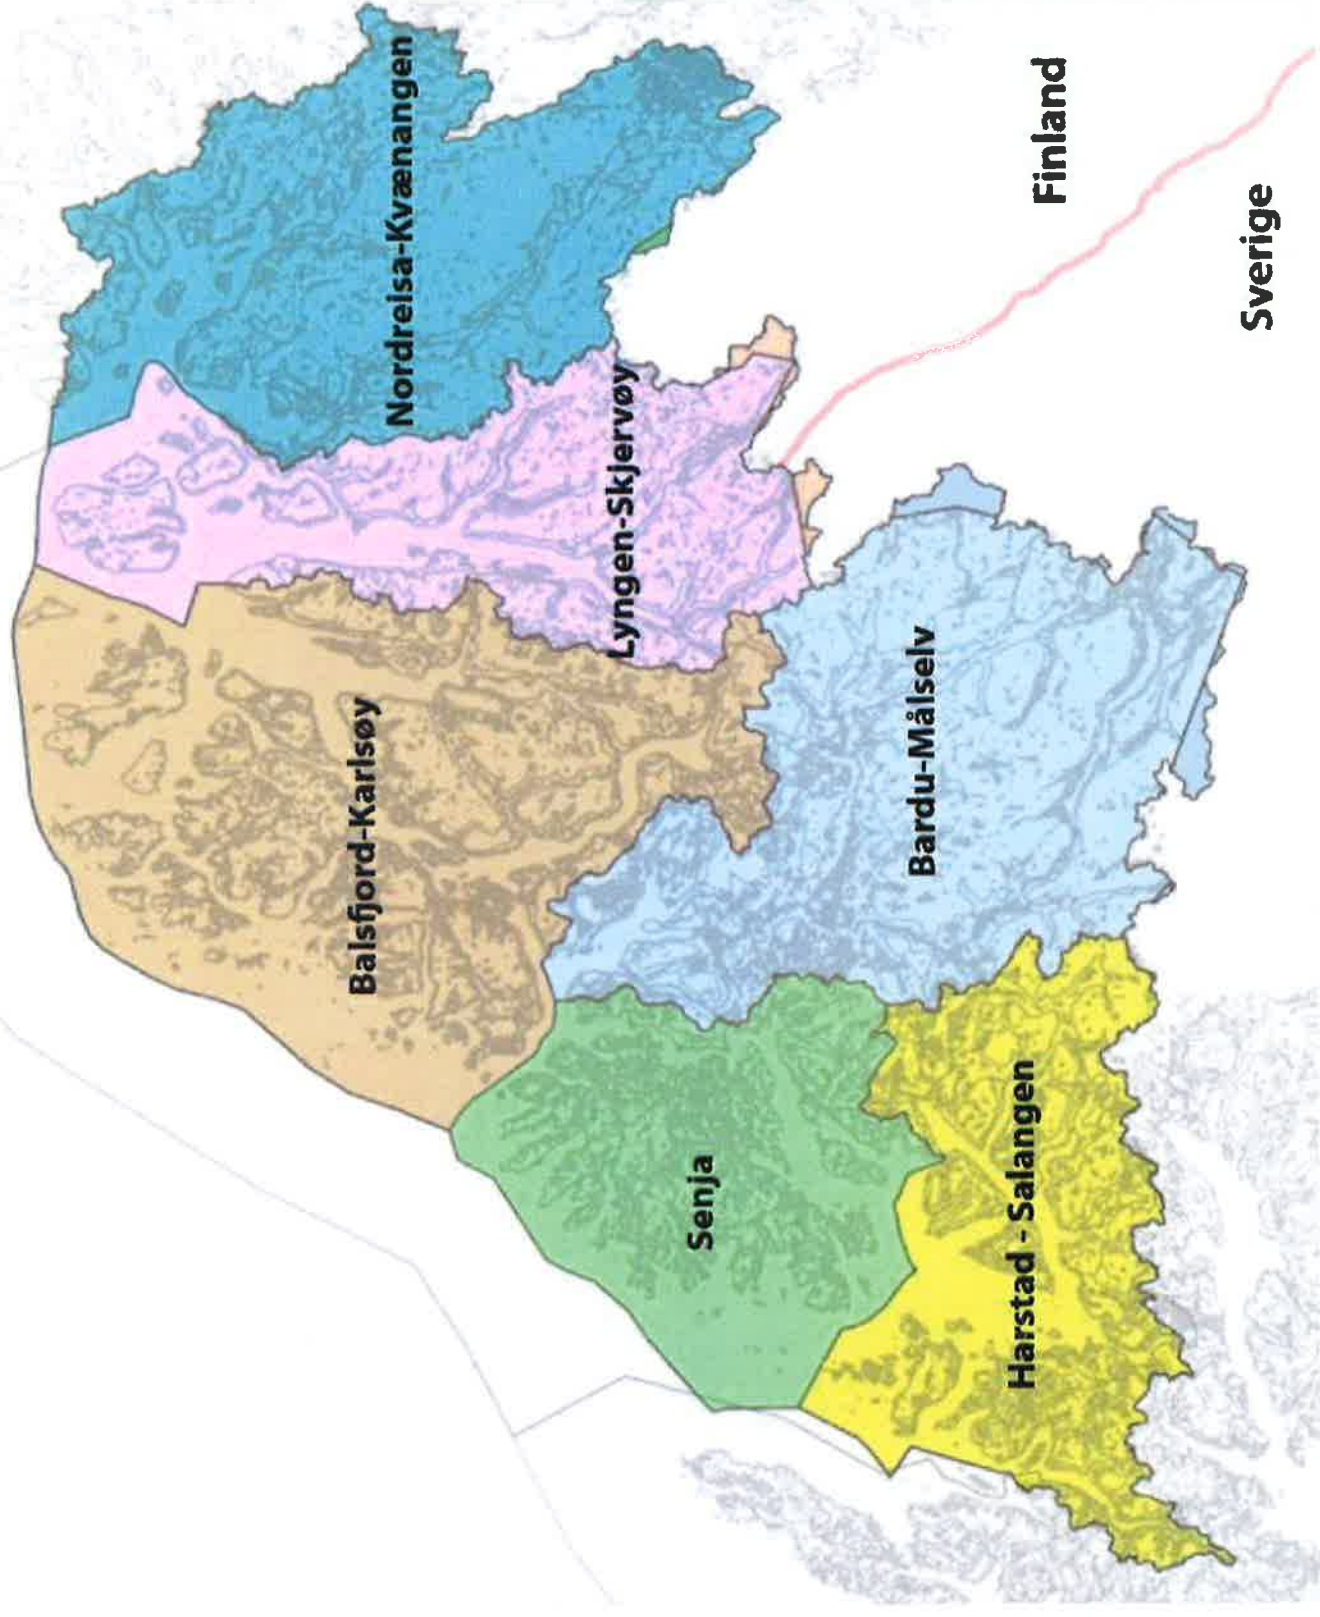 Nordreisa-Kvænangen
Lyngen-Skjervøy
Balsfjord-Karlsøy
Bardu-Målselv
Senja
Harstad - Salangen
Finland
Sverige